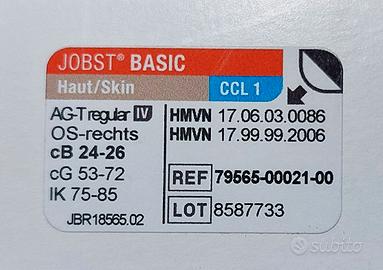 JOBST® BASIC
Haut/Skin CCL 1
AG-T regular IV HMVN 17.06.03.0086
OS-rechts HMVN 17.99.99.2006
cB 24-26
cG 53-72 REF 79565-00021-00
IK 75-85
JBR18565.02 LOT 8587733
subito